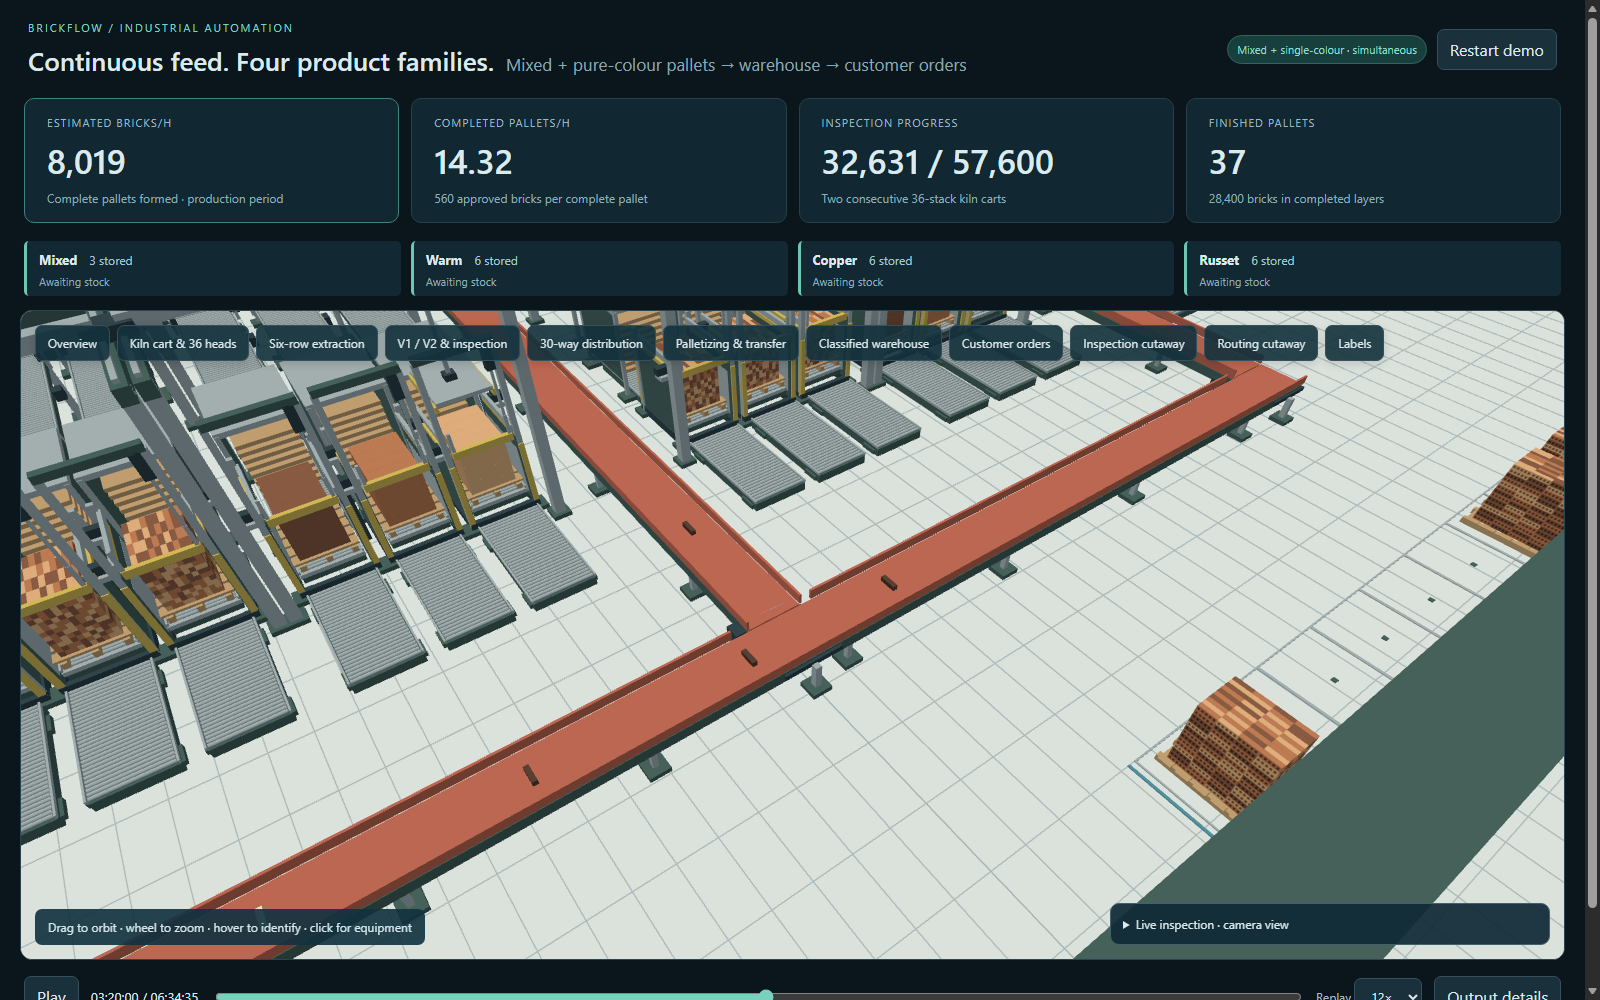 BRICKFLOW / INDUSTRIAL AUTOMATION
Continuous feed. Four product families. Mixed + pure-colour pallets → warehouse → customer orders
Mixed + single-colour · simultaneous
Restart demo
ESTIMATED BRICKS/H
8,019
Complete pallets formed · production period
COMPLETED PALLETS/H
14.32
560 approved bricks per complete pallet
INSPECTION PROGRESS
32,631 / 57,600
Two consecutive 36-stack kiln carts
FINISHED PALLETS
37
28,400 bricks in completed layers
Mixed 3 stored
Awaiting stock
Warm 6 stored
Awaiting stock
Copper 6 stored
Awaiting stock
Russet 6 stored
Awaiting stock
Overview
Kiln cart & 36 heads
Six-row extraction
V1 / V2 & inspection
30-way distribution
Palletizing & transfer
Classified warehouse
Customer orders
Inspection cutaway
Routing cutaway
Labels
Drag to orbit · wheel to zoom · hover to identify · click for equipment
▶ Live inspection · camera view
Play
03:20:00 / 06:34:35
Replay
12×
Output details